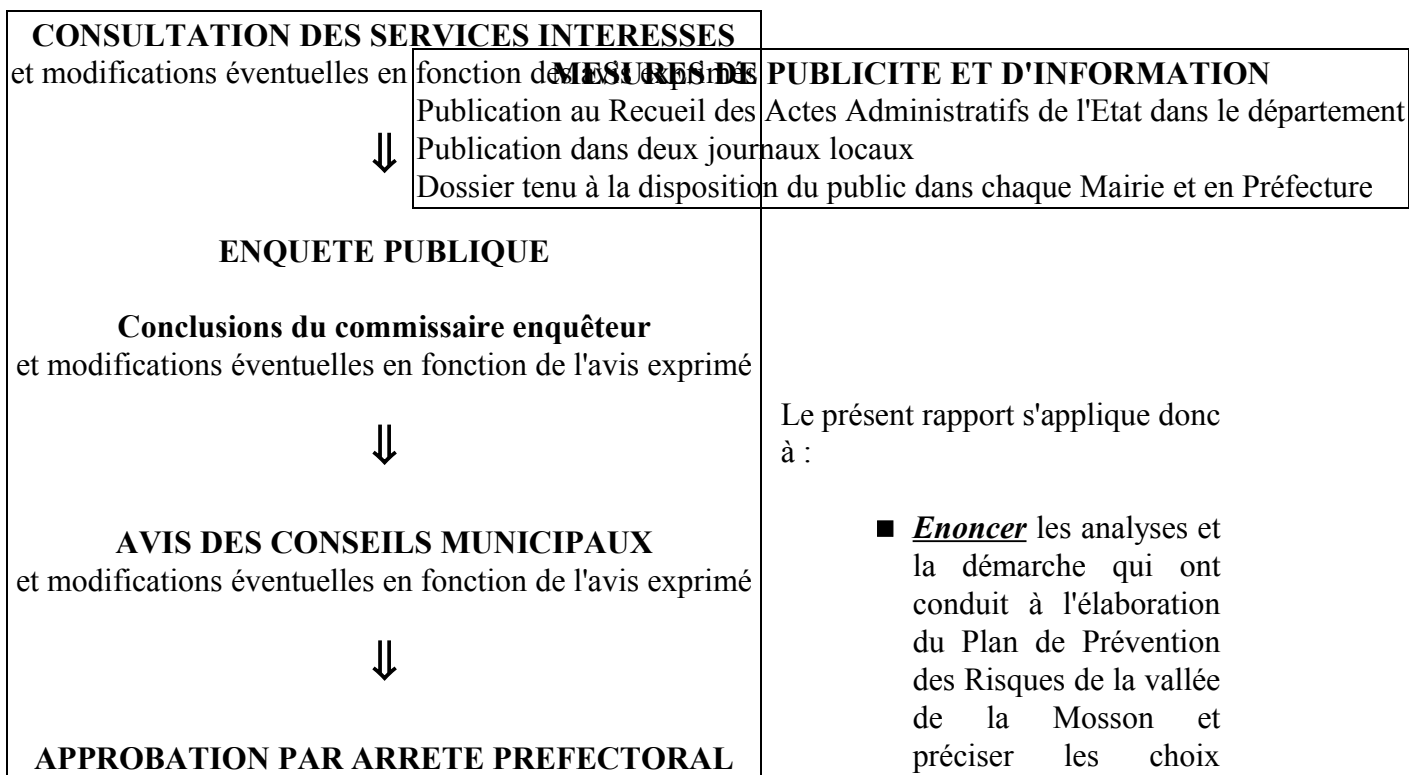 CONSULTATION DES SERVICES INTERESSES
et modifications éventuelles en fonction des avis exprimés
MESURES DE PUBLICITE ET D'INFORMATION
Publication au Recueil des Actes Administratifs de l'Etat dans le département
⇓
Publication dans deux journaux locaux
Dossier tenu à la disposition du public dans chaque Mairie et en Préfecture
ENQUETE PUBLIQUE
Conclusions du commissaire enquêteur
et modifications éventuelles en fonction de l'avis exprimé
⇓
AVIS DES CONSEILS MUNICIPAUX
et modifications éventuelles en fonction de l'avis exprimé
⇓
APPROBATION PAR ARRETE PREFECTORAL
Le présent rapport s'applique donc
à :
■ Enoncer les analyses et
la démarche qui ont
conduit à l'élaboration
du Plan de Prévention
des Risques de la vallée
de la Mosson et
préciser les choix